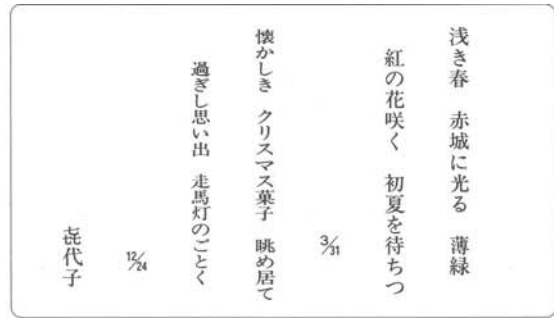 浅き春　赤城に光る　薄緑
紅の花咲く　初夏を待ちつ
3/31
懐かしき　クリスマス菓子　眺め居て
過ぎし思い出　走馬灯のごとく
12/24
㐂代子